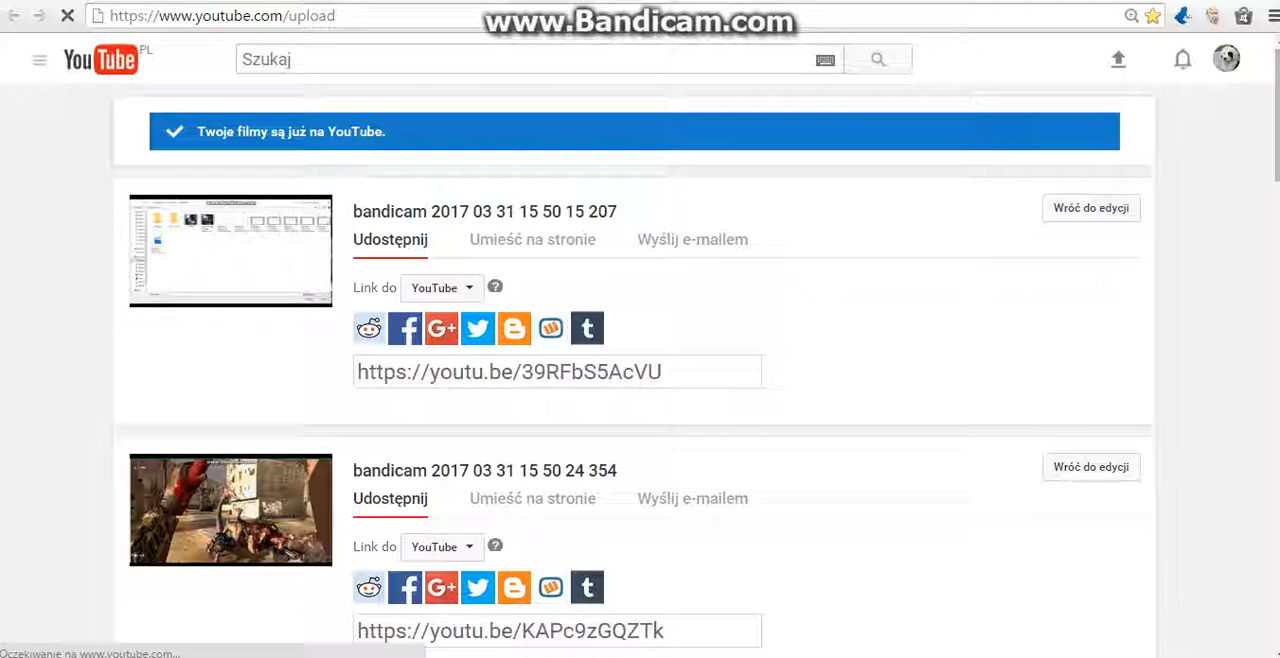 https://www.youtube.com/upload
www.Bandicam.com
YouTube PL
Szukaj
Twoje filmy są już na YouTube.
bandicam 2017 03 31 15 50 15 207
Wróć do edycji
Udostępnij Umieść na stronie Wyślij e-mailem
Link do YouTube ?
G+ t
https://youtu.be/39RFbS5AcVU
bandicam 2017 03 31 15 50 24 354
Wróć do edycji
Udostępnij Umieść na stronie Wyślij e-mailem
Link do YouTube ?
G+ t
https://youtu.be/KAPc9zGQZTk
Oczekiwanie na www.youtube.com...